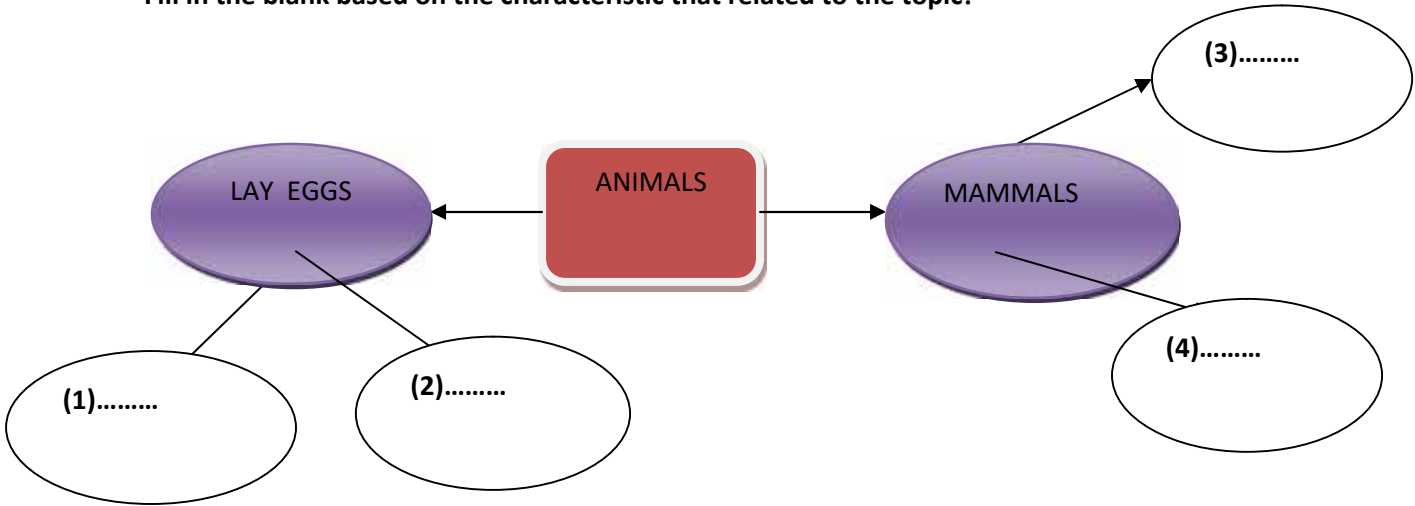 Fill in the blank based on the characteristic that related to the topic.
(3)………
LAY EGGS
ANIMALS
MAMMALS
(4)………
(2)………
(1)………